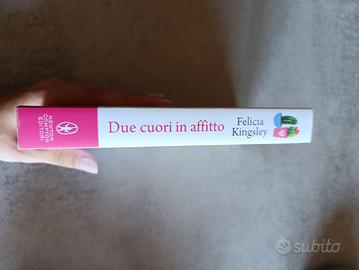 NEWTON
COMPTON
EDITORI
Due cuori in affitto
Felicia
Kingsley
subito